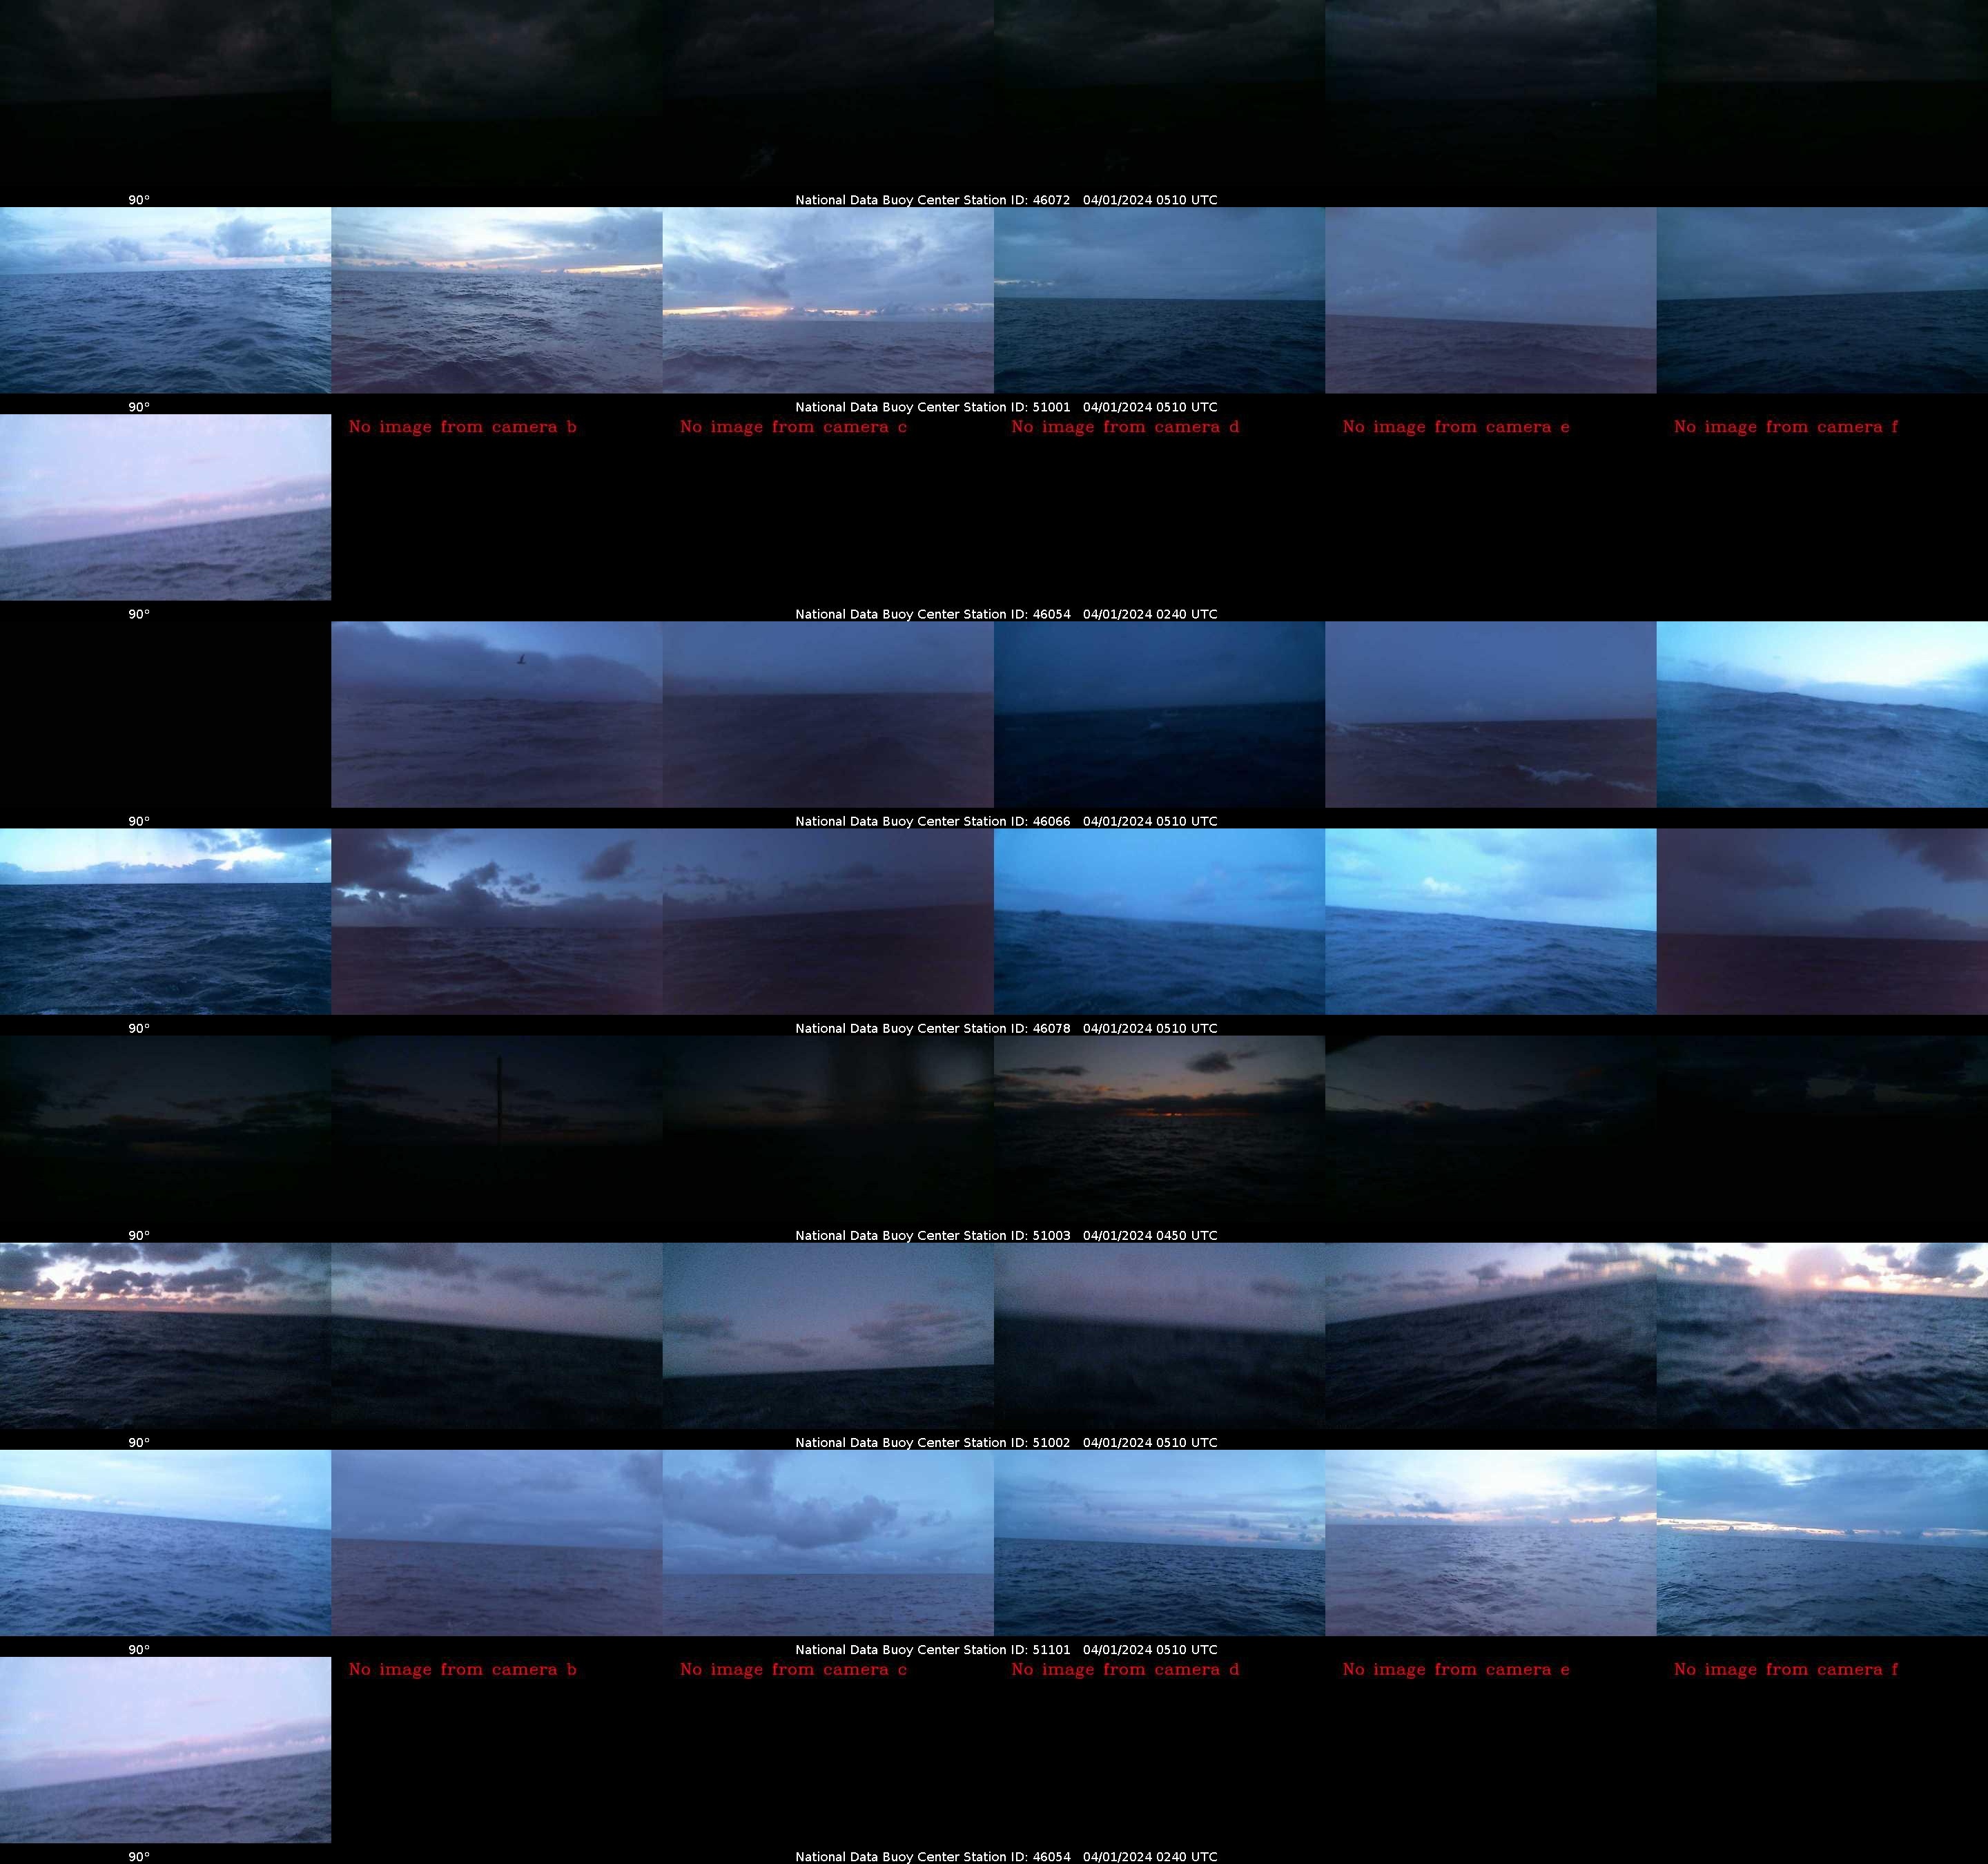 90° National Data Buoy Center Station ID: 46072 04/01/2024 0510 UTC
90° National Data Buoy Center Station ID: 51001 04/01/2024 0510 UTC
No image from camera b No image from camera c No image from camera d No image from camera e No image from camera f
90° National Data Buoy Center Station ID: 46054 04/01/2024 0240 UTC
90° National Data Buoy Center Station ID: 46066 04/01/2024 0510 UTC
90° National Data Buoy Center Station ID: 46078 04/01/2024 0510 UTC
90° National Data Buoy Center Station ID: 51003 04/01/2024 0450 UTC
90° National Data Buoy Center Station ID: 51002 04/01/2024 0510 UTC
90° National Data Buoy Center Station ID: 51101 04/01/2024 0510 UTC
No image from camera b No image from camera c No image from camera d No image from camera e No image from camera f
90° National Data Buoy Center Station ID: 46054 04/01/2024 0240 UTC